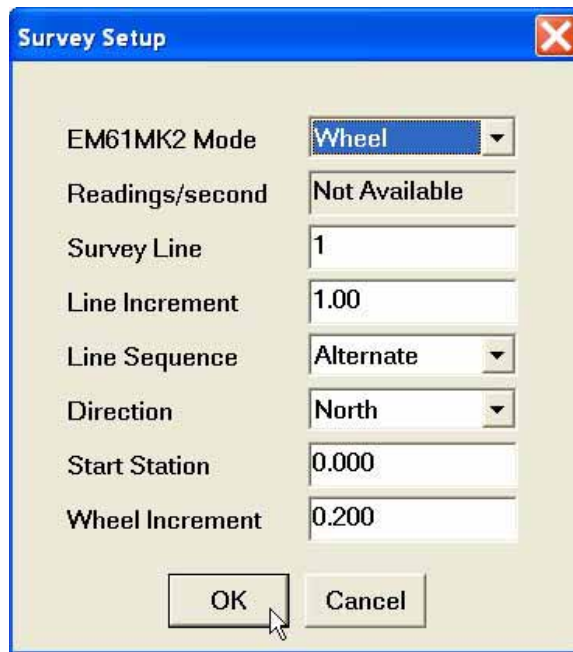 Survey Setup
EM61MK2 Mode Wheel
Readings/second Not Available
Survey Line 1
Line Increment 1.00
Line Sequence Alternate
Direction North
Start Station 0.000
Wheel Increment 0.200
OK Cancel